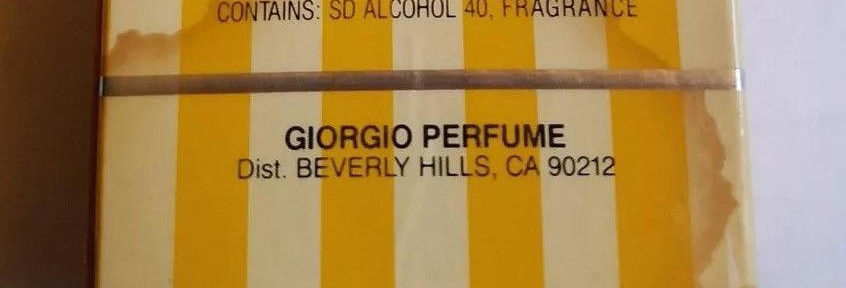 CONTAINS: SD ALCOHOL 40, FRAGRANCE
GIORGIO PERFUME
Dist. BEVERLY HILLS, CA 90212